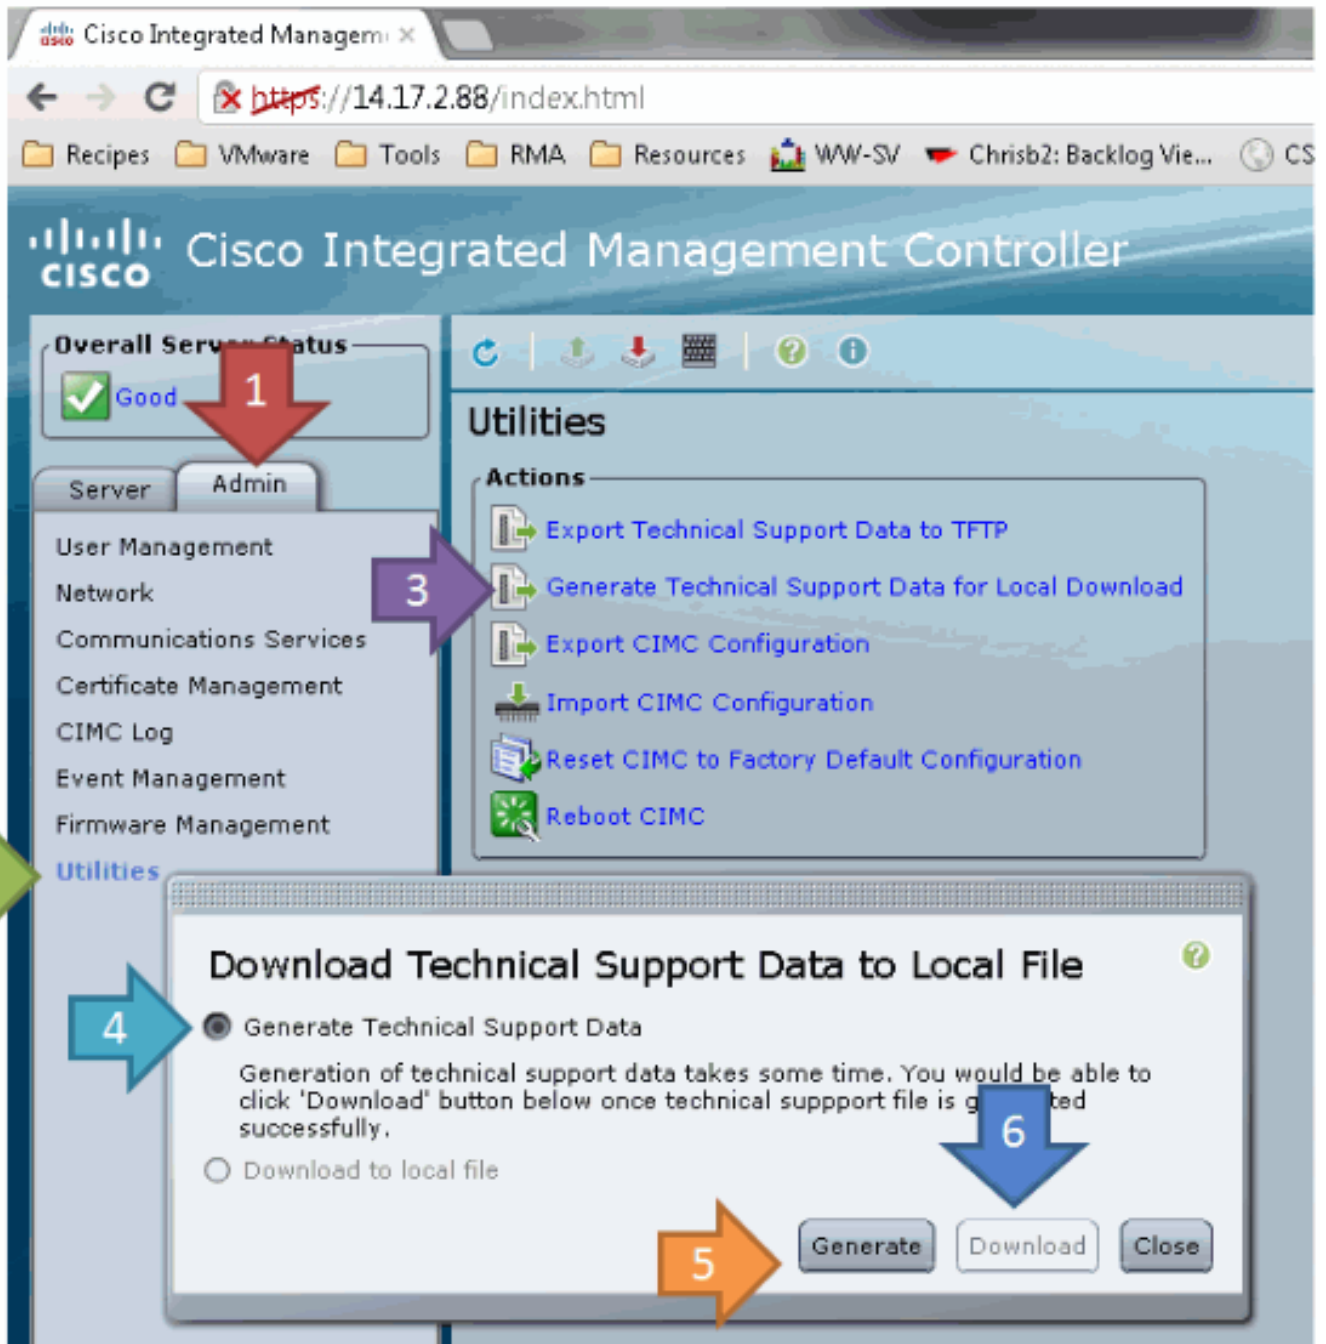 Cisco Integrated Managem
https://14.17.2.88/index.html
Recipes VMware Tools RMA Resources WW-SV Chrisb2: Backlog Vie... CS
CISCO Cisco Integrated Management Controller
Overall Server Status
Good
1
Server Admin
User Management
Network
Communications Services
Certificate Management
CIMC Log
Event Management
Firmware Management
Utilities
Utilities
Actions
Export Technical Support Data to TFTP
3
Generate Technical Support Data for Local Download
Export CIMC Configuration
Import CIMC Configuration
Reset CIMC to Factory Default Configuration
Reboot CIMC
Download Technical Support Data to Local File
4
Generate Technical Support Data
Generation of technical support data takes some time. You would be able to
click 'Download' button below once technical suppport file is
successfully.
6
Download to local file
5
Generate Download Close